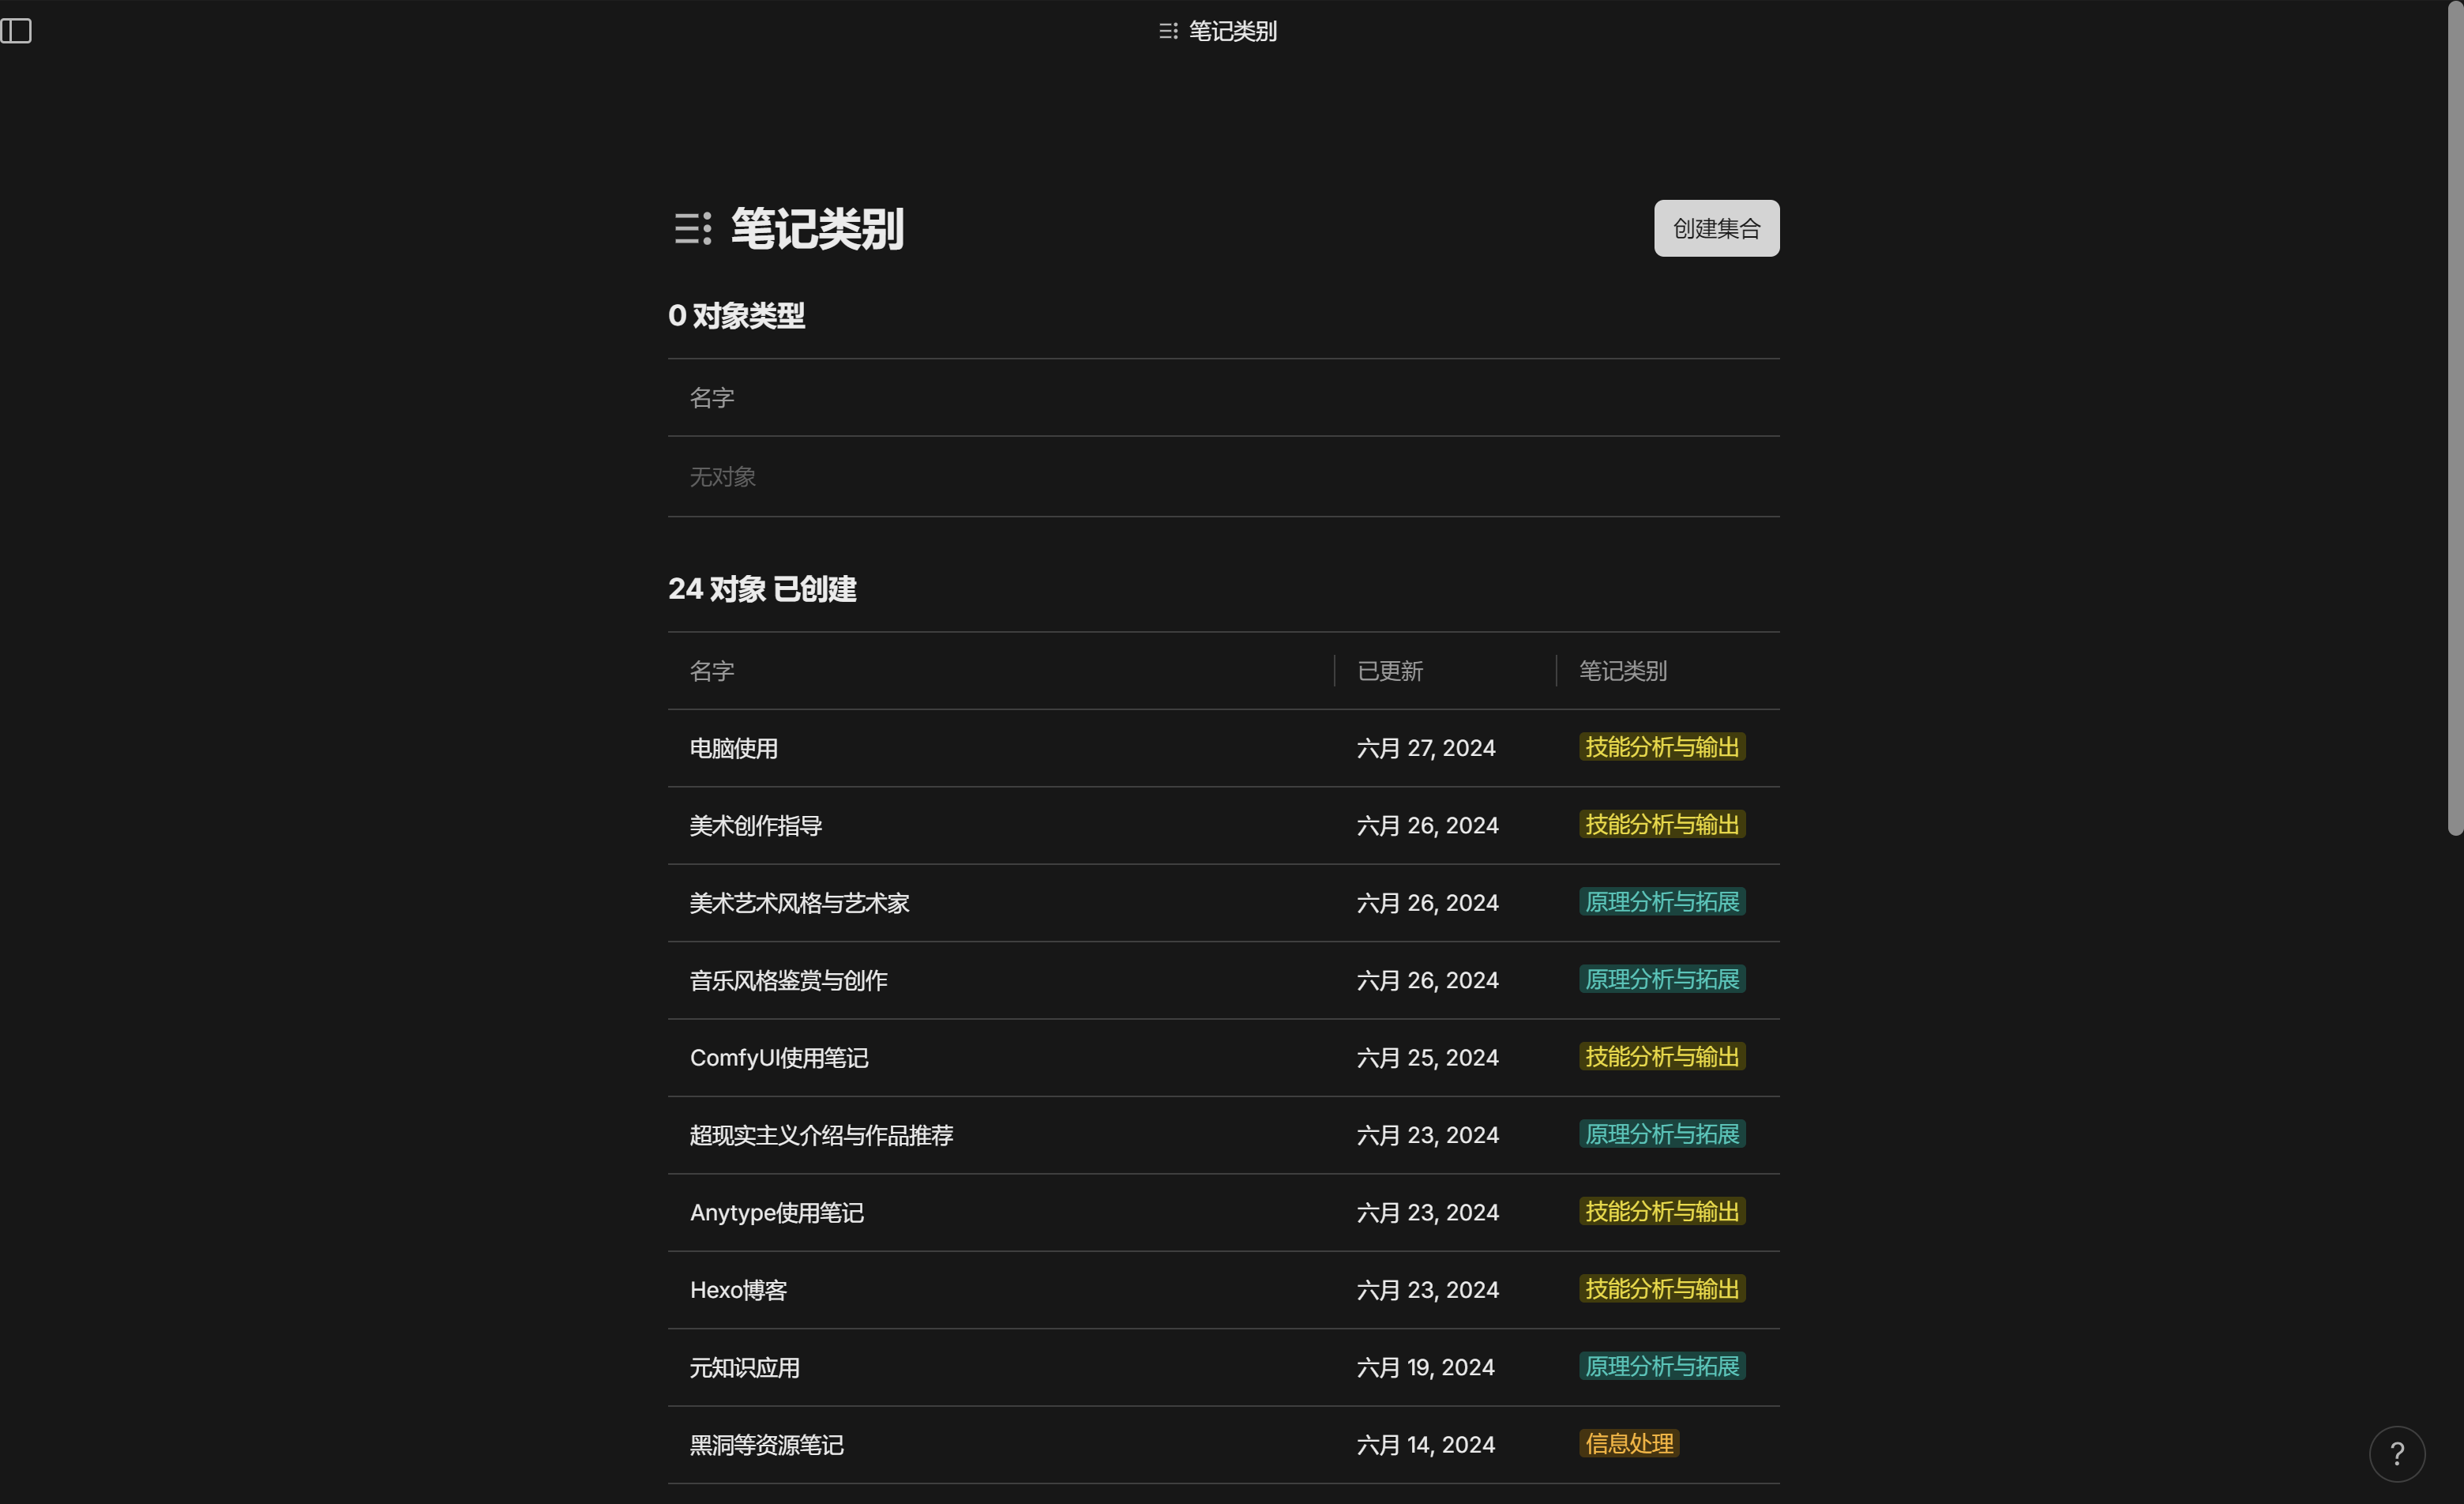 笔记类别
笔记类别
创建集合
0 对象类型
名字
无对象
24 对象 已创建
名字 已更新 笔记类别
电脑使用 六月 27, 2024 技能分析与输出
美术创作指导 六月 26, 2024 技能分析与输出
美术艺术风格与艺术家 六月 26, 2024 原理分析与拓展
音乐风格鉴赏与创作 六月 26, 2024 原理分析与拓展
ComfyUI使用笔记 六月 25, 2024 技能分析与输出
超现实主义介绍与作品推荐 六月 23, 2024 原理分析与拓展
Anytype使用笔记 六月 23, 2024 技能分析与输出
Hexo博客 六月 23, 2024 技能分析与输出
元知识应用 六月 19, 2024 原理分析与拓展
黑洞等资源笔记 六月 14, 2024 信息处理
?